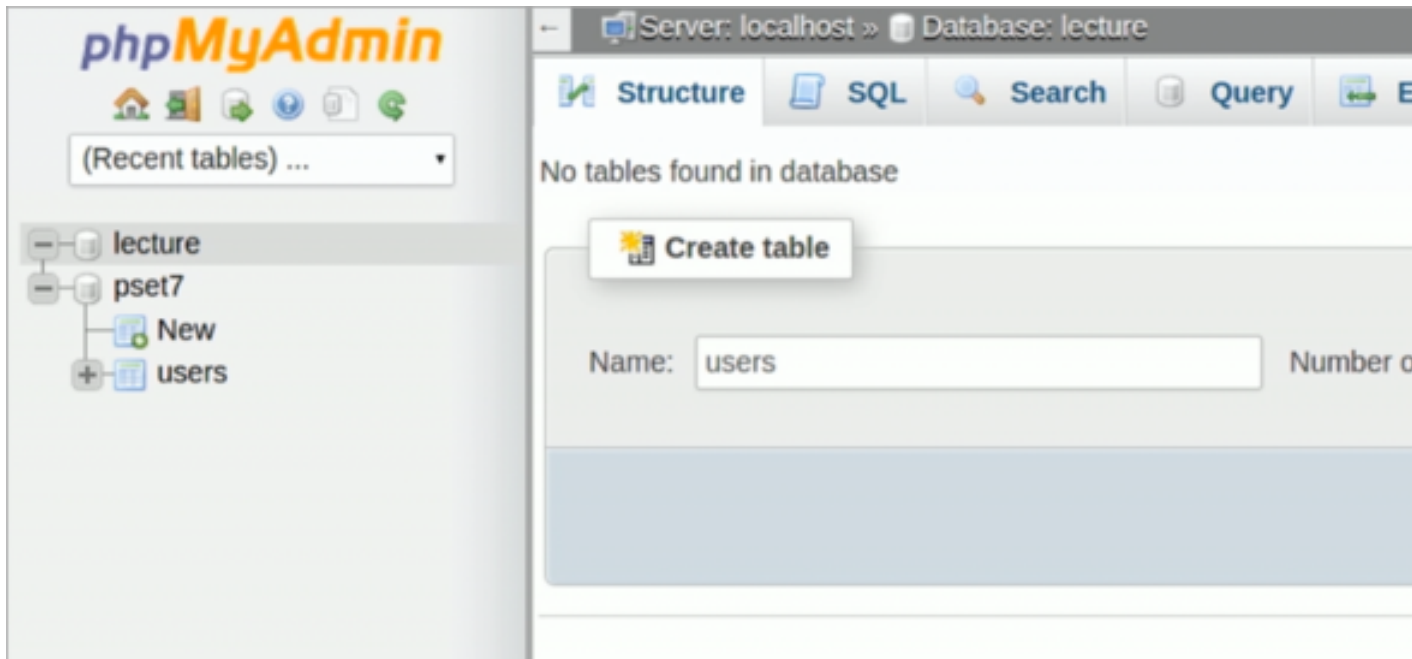 phpMyAdmin
(Recent tables) ...
lecture
pset7
New
users
Server: localhost » Database: lecture
Structure SQL Search Query E
No tables found in database
Create table
Name: users Number o